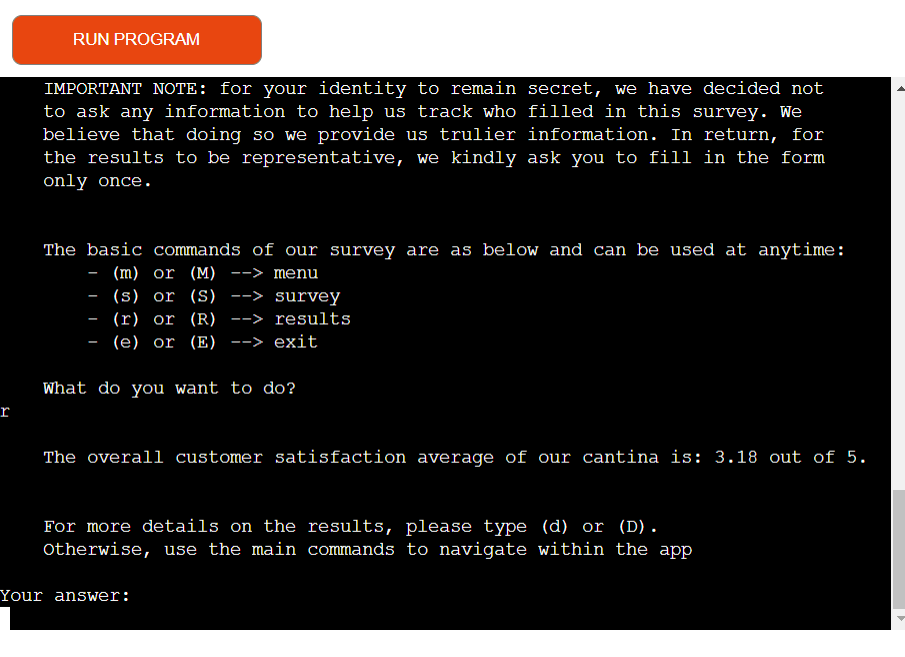 RUN PROGRAM
IMPORTANT NOTE: for your identity to remain secret, we have decided not
to ask any information to help us track who filled in this survey. We
believe that doing so we provide us trulier information. In return, for
the results to be representative, we kindly ask you to fill in the form
only once.
The basic commands of our survey are as below and can be used at anytime:
- (m) or (M) --> menu
- (s) or (S) --> survey
- (r) or (R) --> results
- (e) or (E) --> exit
What do you want to do?
r
The overall customer satisfaction average of our cantina is: 3.18 out of 5.
For more details on the results, please type (d) or (D).
Otherwise, use the main commands to navigate within the app
Your answer: